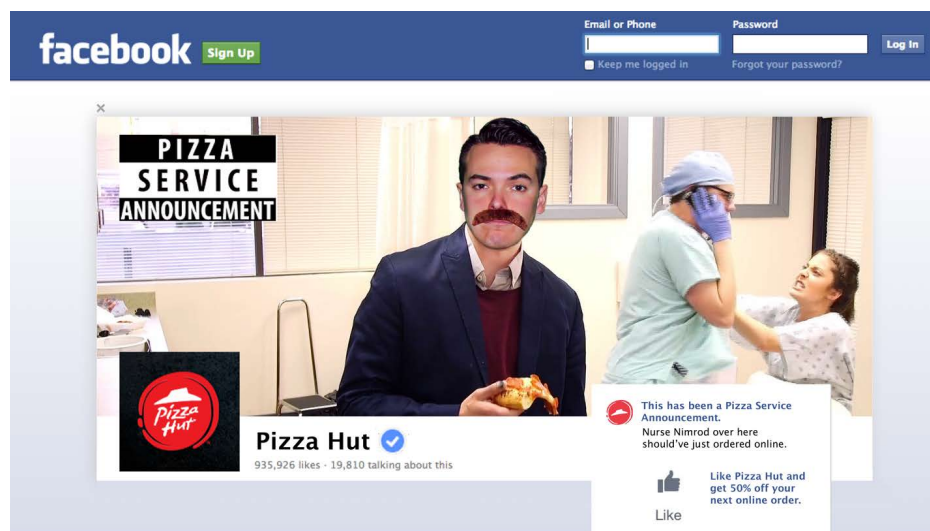 Email or Phone
Password
facebook
Sign Up
Log In
Keep me logged in
Forgot your password?
PIZZA
SERVICE
ANNOUNCEMENT
Pizza
Hut
Pizza Hut
935,926 likes · 19,810 talking about this
This has been a Pizza Service
Announcement.
Nurse Nimrod over here
should've just ordered online.
Like
Like Pizza Hut and
get 50% off your
next online order.